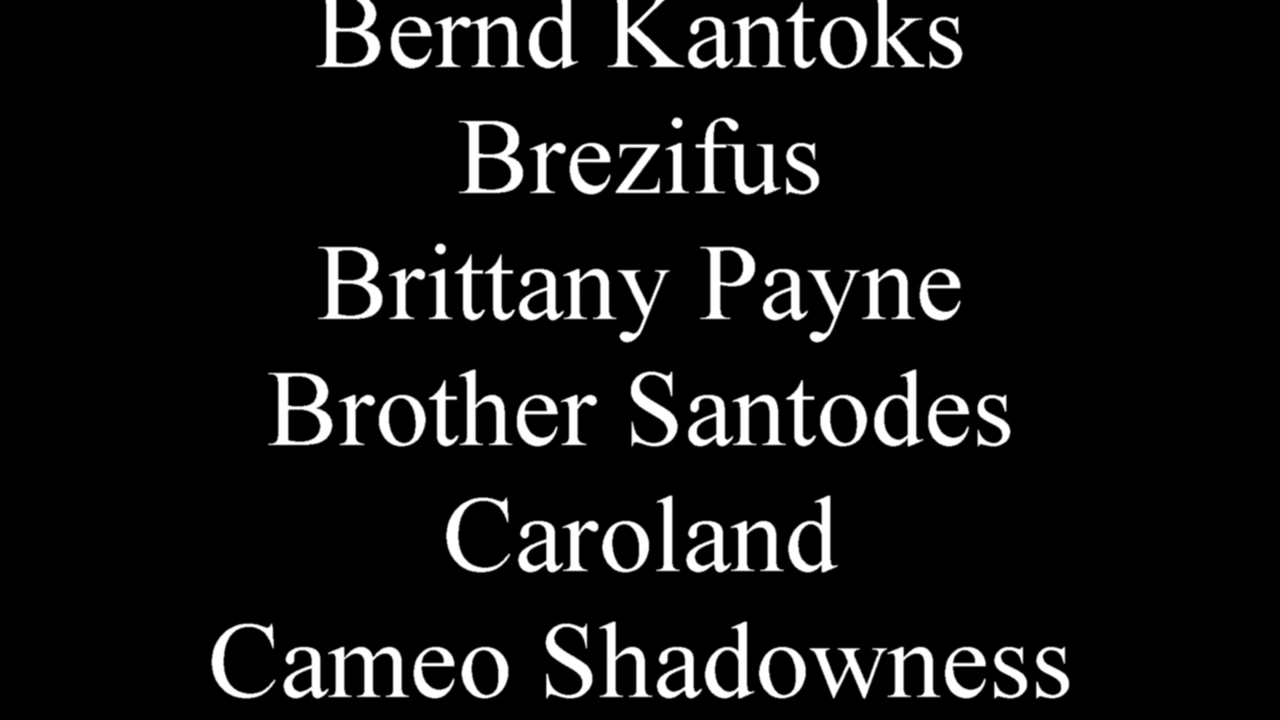 Bernd Kantoks
Brezifus
Brittany Payne
Brother Santodes
Caroland
Cameo Shadowness